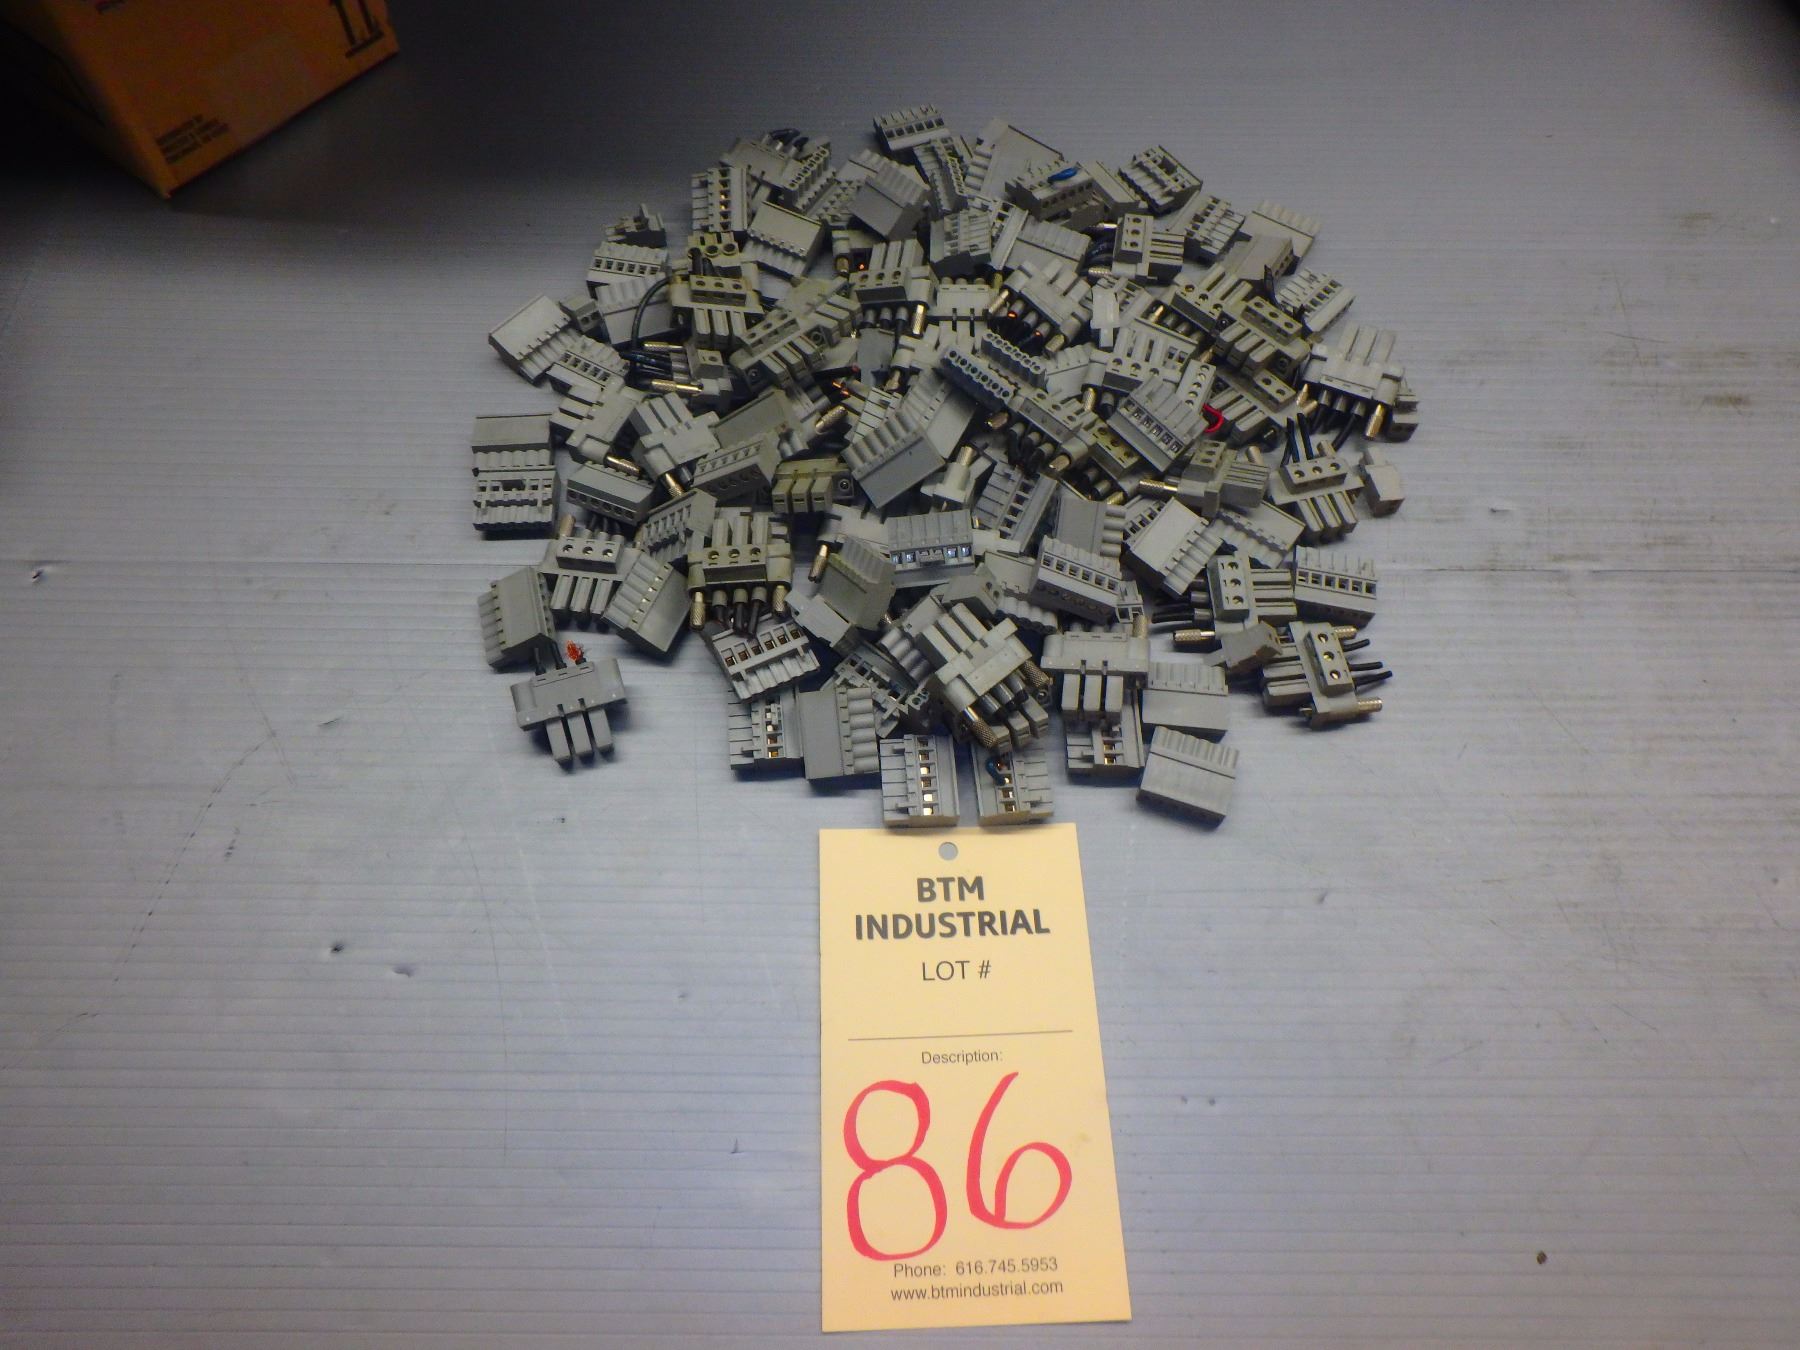 BTM
INDUSTRIAL
LOT #
Description:
86
Phone: 616.745.5953
www.btmindustrial.com